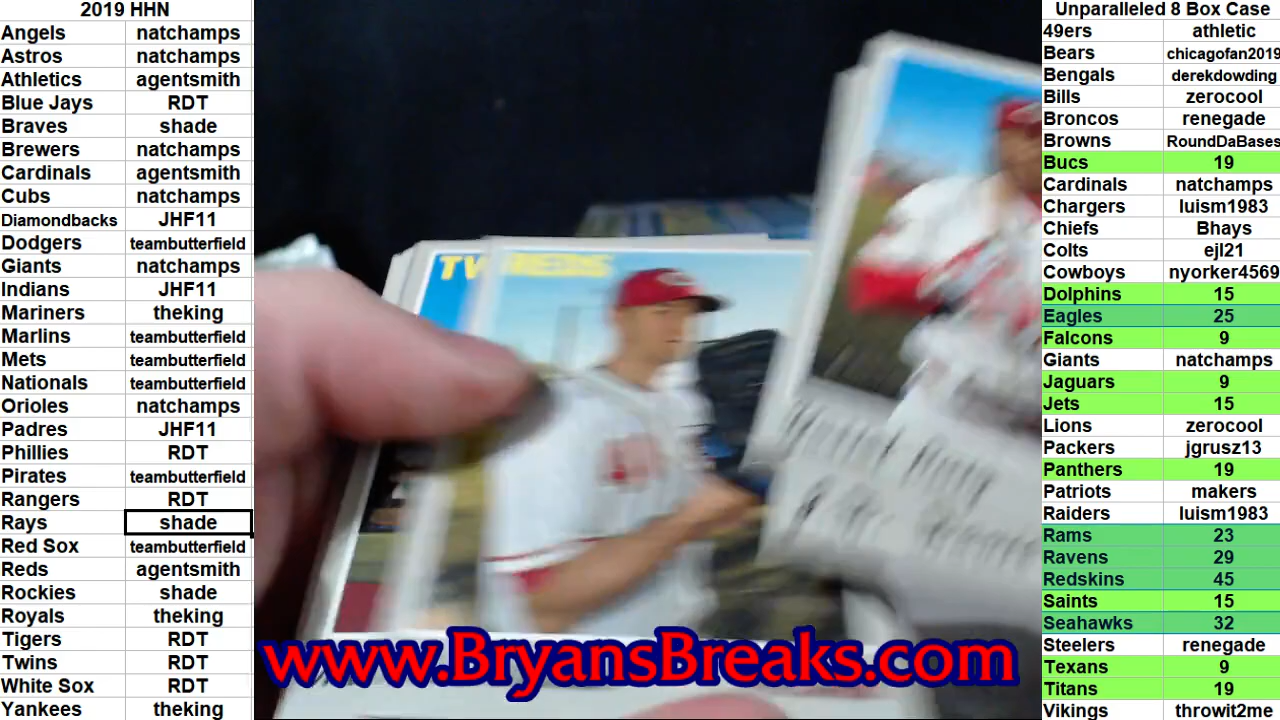 2019 HHN
Angels natchamps
Astros natchamps
Athletics agentsmith
Blue Jays RDT
Braves shade
Brewers natchamps
Cardinals agentsmith
Cubs natchamps
Diamondbacks JHF11
Dodgers teambutterfield
Giants natchamps
Indians JHF11
Mariners theking
Marlins teambutterfield
Mets teambutterfield
Nationals teambutterfield
Orioles natchamps
Padres JHF11
Phillies RDT
Pirates teambutterfield
Rangers RDT
Rays shade
Red Sox teambutterfield
Reds agentsmith
Rockies shade
Royals theking
Tigers RDT
Twins RDT
White Sox RDT
Yankees theking
TW
REDS
www.BryansBreaks.com
Unparalleled 8 Box Case
49ers athletic
Bears chicagofan2019
Bengals derekdowding
Bills zerocool
Broncos renegade
Browns RoundDaBases
Bucs 19
Cardinals natchamps
Chargers luism1983
Chiefs Bhays
Colts ejl21
Cowboys nyorker4569
Dolphins 15
Eagles 25
Falcons 9
Giants natchamps
Jaguars 9
Jets 15
Lions zerocool
Packers jgrusz13
Panthers 19
Patriots makers
Raiders luism1983
Rams 23
Ravens 29
Redskins 45
Saints 15
Seahawks 32
Steelers renegade
Texans 9
Titans 19
Vikings throwit2me